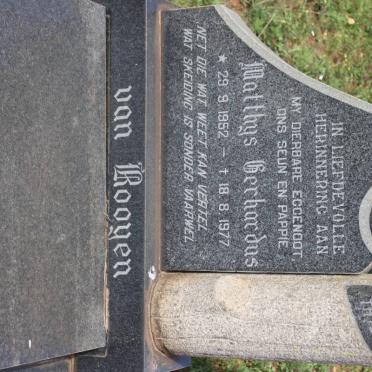 IN LIEFDEVOLLE
HERINNERING AAN
MY DIERBARE EGGENOOT,
ONS SEUN EN PAPPIE.
Matthys Gerhardus
★ 29·9·1952 — † 18·8·1977
NET DIE WAT WEET KAN VERTEL
WAT SKEIDING IS SONDER VAARWEL
van Rooyen